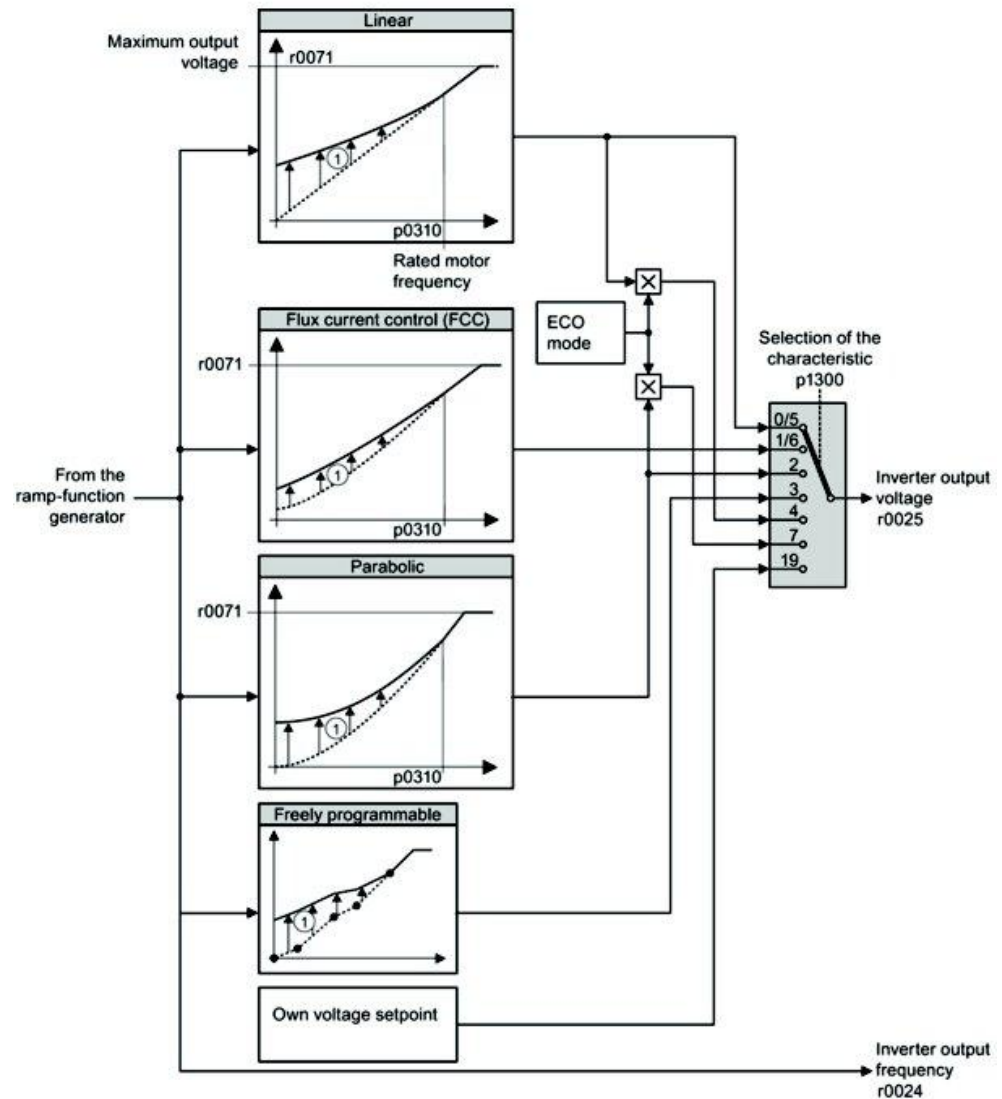 Linear
Maximum output
voltage
r0071
1
p0310
Rated motor
frequency
Flux current control (FCC)
r0071
1
p0310
ECO
mode
Selection of the
characteristic
p1300
0/5
1/6
2
3
4
7
19
Inverter output
voltage
r0025
From the
ramp-function
generator
Parabolic
r0071
1
p0310
Freely programmable
1
Own voltage setpoint
Inverter output
frequency
r0024